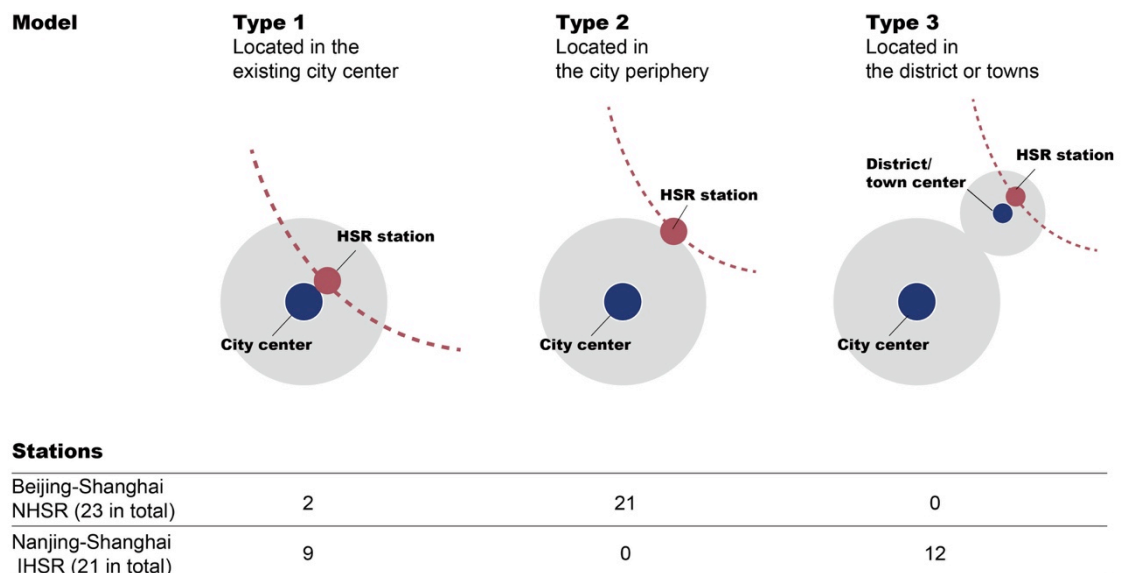 Model
Type 1
Located in the
existing city center
Type 2
Located in
the city periphery
Type 3
Located in
the district or towns
HSR station
City center
HSR station
City center
District/
town center
HSR station
City center
Stations
Beijing-Shanghai
NHSR (23 in total)
2
21
0
Nanjing-Shanghai
IHSR (21 in total)
9
0
12